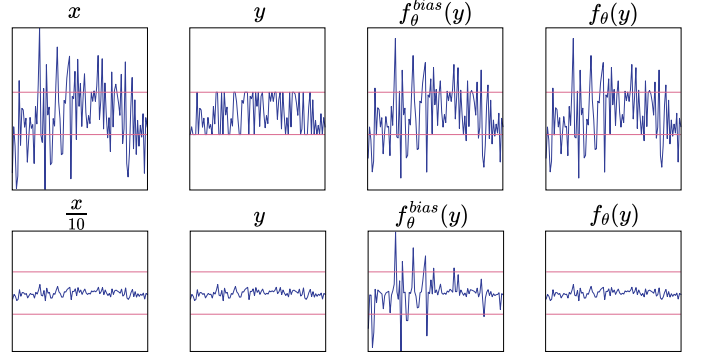 x y f_θ^{bias}(y) f_θ(y)
x/10 y f_θ^{bias}(y) f_θ(y)